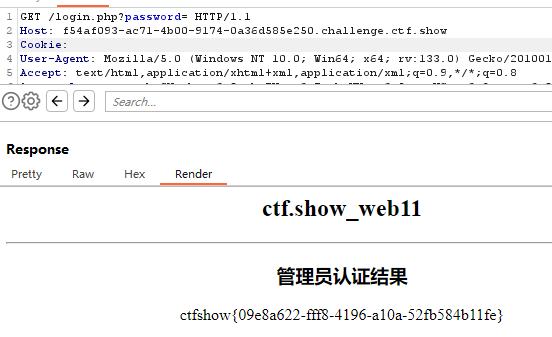 1 GET /login.php?password= HTTP/1.1
2 Host: f54af093-ac71-4b00-9174-0a36d585e250.challenge.ctf.show
3 Cookie:
4 User-Agent: Mozilla/5.0 (Windows NT 10.0; Win64; x64; rv:133.0) Gecko/201001
5 Accept: text/html,application/xhtml+xml,application/xml;q=0.9,*/*;q=0.8
Search...
Response
Pretty Raw Hex Render
ctf.show_web11
管理员认证结果
ctfshow{09e8a622-fff8-4196-a10a-52fb584b11fe}